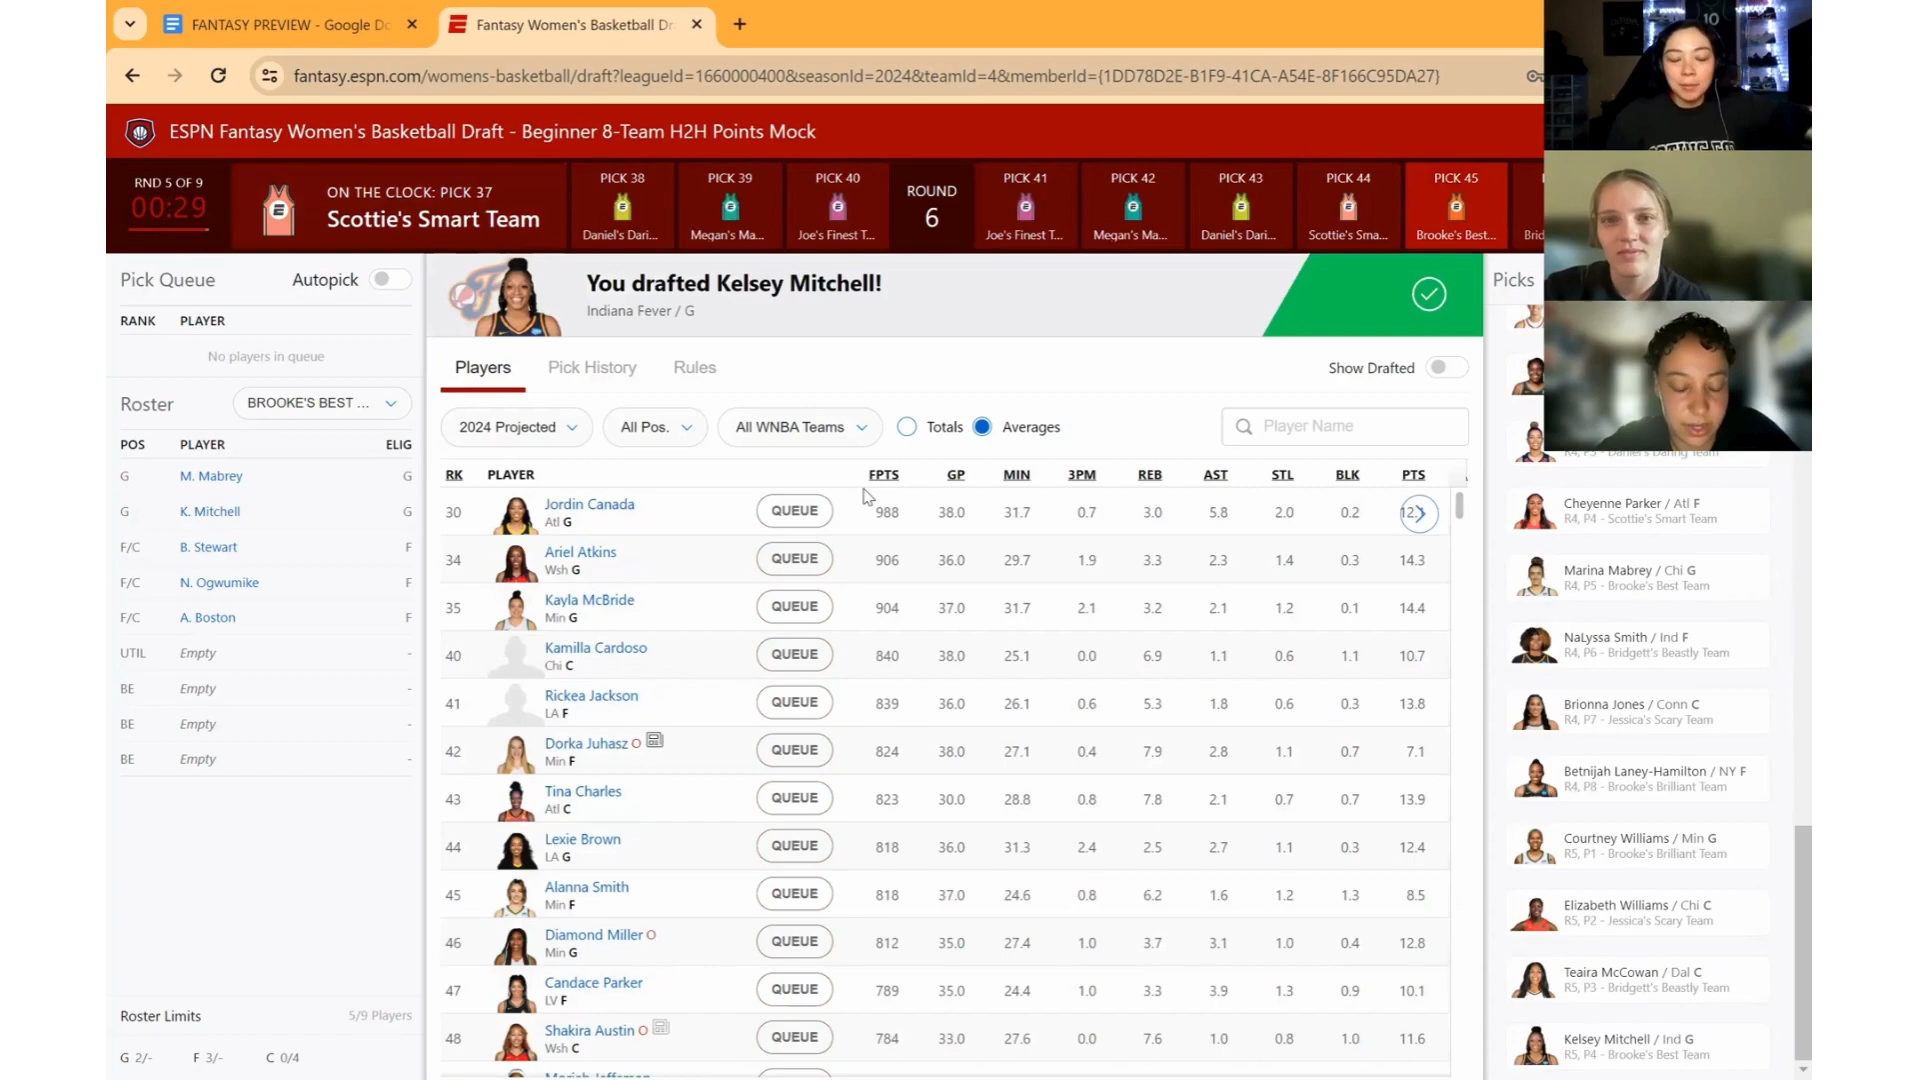 FANTASY PREVIEW - Google Do
Fantasy Women's Basketball Dr
fantasy.espn.com/womens-basketball/draft?leagueId=1660000400&seasonId=2024&teamId=4&memberId={1DD78D2E-B1F9-41CA-A54E-8F166C95DA27}
ESPN Fantasy Women's Basketball Draft - Beginner 8-Team H2H Points Mock
RND 5 OF 9
00:29
ON THE CLOCK: PICK 37
Scottie's Smart Team
PICK 38
Daniel's Dari...
PICK 39
Megan's Ma...
PICK 40
Joe's Finest T...
ROUND
6
PICK 41
Joe's Finest T...
PICK 42
Megan's Ma...
PICK 43
Daniel's Dari...
PICK 44
Scottie's Sma...
PICK 45
Brooke's Best...
10
Pick Queue
Autopick
RANK PLAYER
No players in queue
Roster
BROOKE'S BEST ...
POS PLAYER ELIG
G M. Mabrey G
G K. Mitchell G
F/C B. Stewart F
F/C N. Ogwumike F
F/C A. Boston F
UTIL Empty -
BE Empty -
BE Empty -
BE Empty -
Roster Limits 5/9 Players
G 2/- F 3/- C 0/4
You drafted Kelsey Mitchell!
Indiana Fever / G
Players Pick History Rules
Show Drafted
2024 Projected All Pos. All WNBA Teams Totals Averages Player Name
RK PLAYER FPTS GP MIN 3PM REB AST STL BLK PTS
30 Jordin Canada Atl G QUEUE 988 38.0 31.7 0.7 3.0 5.8 2.0 0.2
34 Ariel Atkins Wsh G QUEUE 906 36.0 29.7 1.9 3.3 2.3 1.4 0.3 14.3
35 Kayla McBride Min G QUEUE 904 37.0 31.7 2.1 3.2 2.1 1.2 0.1 14.4
40 Kamilla Cardoso Chi C QUEUE 840 38.0 25.1 0.0 6.9 1.1 0.6 1.1 10.7
41 Rickea Jackson LA F QUEUE 839 36.0 26.1 0.6 5.3 1.8 0.6 0.3 13.8
42 Dorka Juhasz O Min F QUEUE 824 38.0 27.1 0.4 7.9 2.8 1.1 0.7 7.1
43 Tina Charles Atl C QUEUE 823 30.0 28.8 0.8 7.8 2.1 0.7 0.7 13.9
44 Lexie Brown LA G QUEUE 818 36.0 31.3 2.4 2.5 2.7 1.1 0.3 12.4
45 Alanna Smith Min F QUEUE 818 37.0 24.6 0.8 6.2 1.6 1.2 1.3 8.5
46 Diamond Miller O Min G QUEUE 812 35.0 27.4 1.0 3.7 3.1 1.0 0.4 12.8
47 Candace Parker LV F QUEUE 789 35.0 24.4 1.0 3.3 3.9 1.3 0.9 10.1
48 Shakira Austin O Wsh C QUEUE 784 33.0 27.6 0.0 7.6 1.0 0.8 1.0 11.6
Picks
Cheyenne Parker / Atl F
R4, P4 - Scottie's Smart Team
Marina Mabrey / Chi G
R4, P5 - Brooke's Best Team
NaLyssa Smith / Ind F
R4, P6 - Bridgett's Beastly Team
Brionna Jones / Conn C
R4, P7 - Jessica's Scary Team
Betnijah Laney-Hamilton / NY F
R4, P8 - Brooke's Brilliant Team
Courtney Williams / Min G
R5, P1 - Brooke's Brilliant Team
Elizabeth Williams / Chi C
R5, P2 - Jessica's Scary Team
Teaira McCowan / Dal C
R5, P3 - Bridgett's Beastly Team
Kelsey Mitchell / Ind G
R5, P4 - Brooke's Best Team